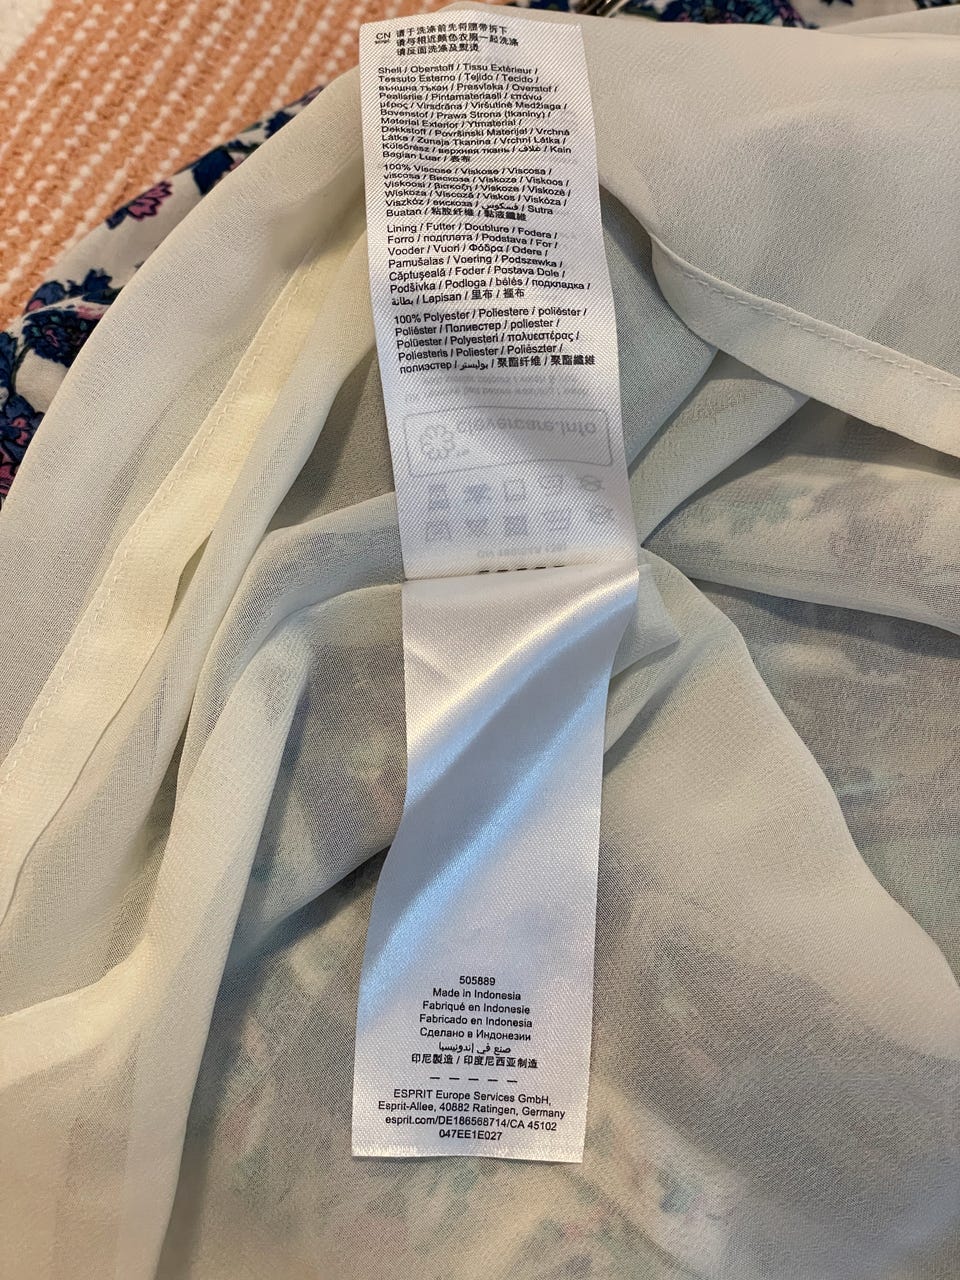 CN 请于洗涤前先将腰带拆下
请与相近颜色衣服一起洗涤
请反面洗涤及熨烫
Shell / Oberstoff / Tissu Extérieur /
Tessuto Esterno / Tejido / Tecido /
външна тъкан / Presvlaka / Overstof /
Pealisriie / Pintamateriaali / επάνω
μέρος / Virsdrāna / Viršutinė Medžiaga /
Bovenstof / Prawa Strona (tkaniny) /
Material Exterior / Ytmaterial /
Dekkstoff / Površinski Materijal / Vrchná
Látka / Zunaja Tkanina / Vrchní Látka /
Külsőrész / верхняя ткань / غلاف / Kain
Bagian Luar / 表布
100% Viscose / Viskose / Viscosa /
viscosa / Вискоза / Viskoze / Viskoos /
Viskoosi / βισκόζη / Viskoze / Viskozė /
Wiskoza / Viscoză / Viskos / Viskóza /
Viszkóz / вискоза / فسكوس / Sutra
Buatan / 粘胶纤维 / 黏液纖維
Lining / Futter / Doublure / Fodera /
Forro / подплата / Podstava / For /
Vooder / Vuori / Φόδρα / Odere /
Pamušalas / Voering / Podszewka /
Căptușeală / Foder / Postava Dole /
Podšívka / Podloga / bélés / подкладка /
بطانة / Lapisan / 里布 / 裡布
100% Polyester / Poliestere / poliéster /
Poliéster / Полиестер / poliester /
Polüester / Polyesteri / πολυεστέρας /
Poliesteris / Poliester / Poliészter /
полиэстер / بوليستر / 聚酯纤维 / 聚酯纖維
clevercare.info
505889
Made in Indonesia
Fabriqué en Indonesie
Fabricado en Indonesia
Сделано в Индонезии
صنع في إندونيسيا
印尼製造 / 印度尼西亚制造
ESPRIT Europe Services GmbH,
Esprit-Allee, 40882 Ratingen, Germany
esprit.com/DE186568714/CA 45102
047EE1E027